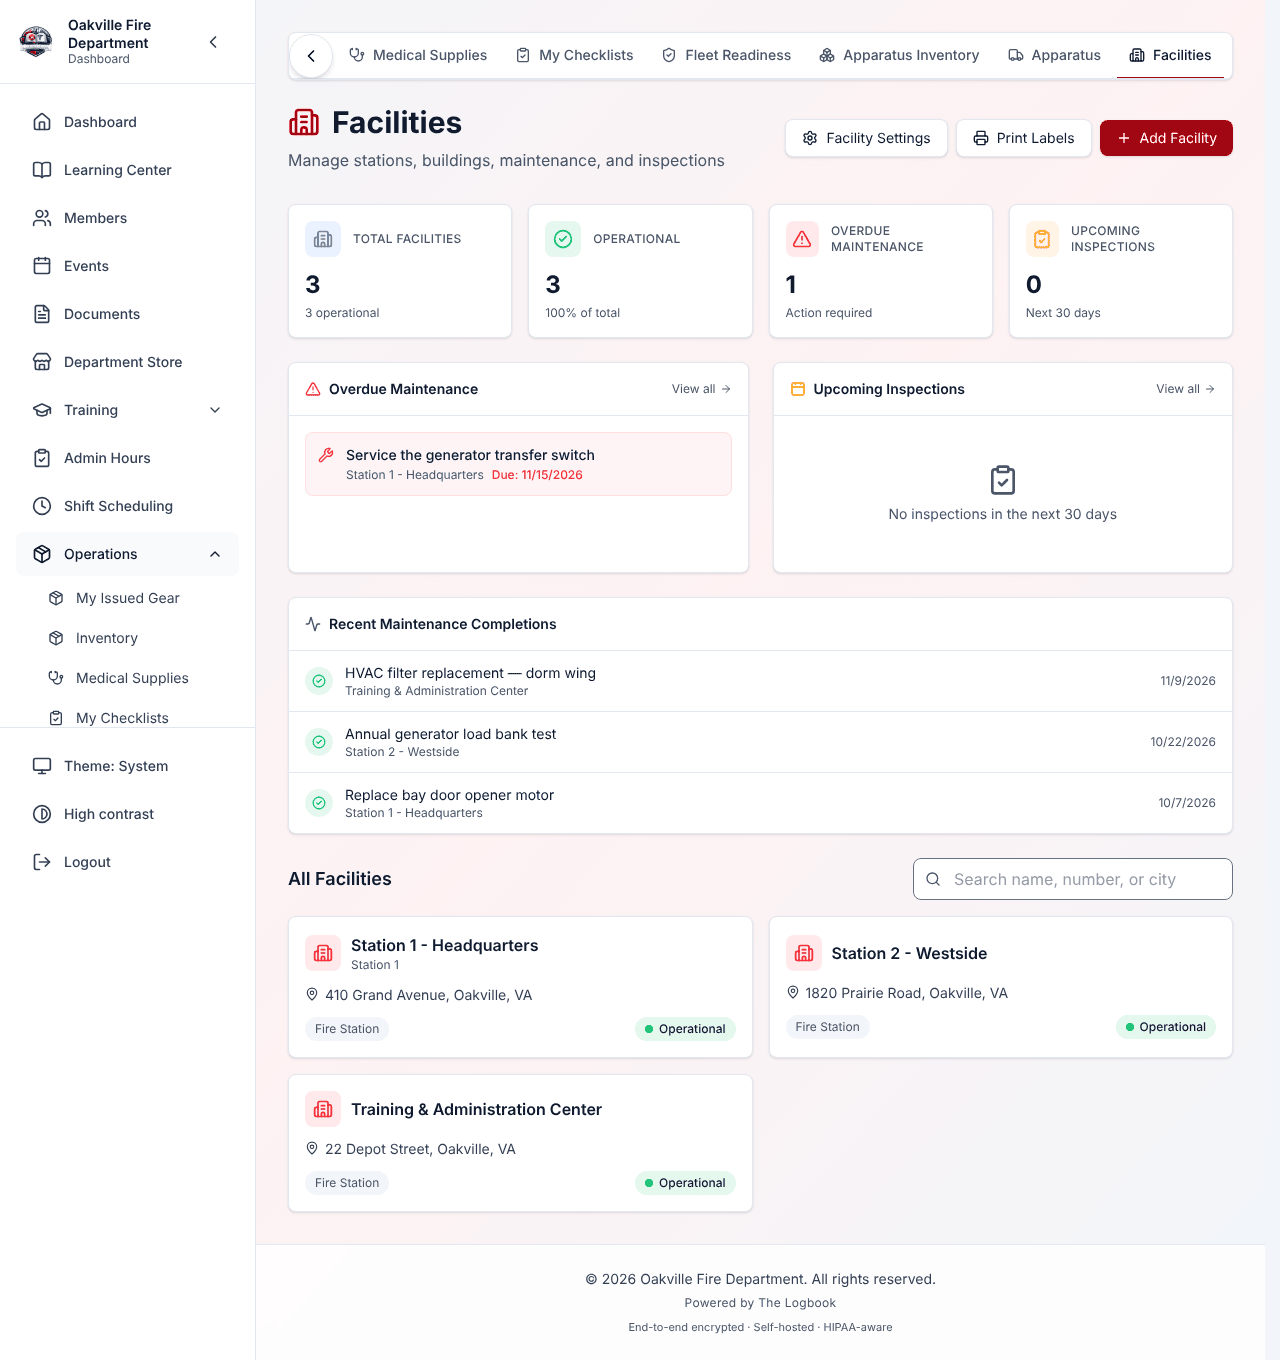 Oakville Fire
Department
Dashboard
Dashboard
Learning Center
Members
Events
Documents
Department Store
Training
Admin Hours
Shift Scheduling
Operations
My Issued Gear
Inventory
Medical Supplies
My Checklists
Theme: System
High contrast
Logout
Medical Supplies
My Checklists
Fleet Readiness
Apparatus Inventory
Apparatus
Facilities
Facilities
Manage stations, buildings, maintenance, and inspections
Facility Settings
Print Labels
Add Facility
TOTAL FACILITIES
3
3 operational
OPERATIONAL
3
100% of total
OVERDUE
MAINTENANCE
1
Action required
UPCOMING
INSPECTIONS
0
Next 30 days
Overdue Maintenance
View all
Service the generator transfer switch
Station 1 - Headquarters Due: 11/15/2026
Upcoming Inspections
View all
No inspections in the next 30 days
Recent Maintenance Completions
HVAC filter replacement — dorm wing
Training & Administration Center
11/9/2026
Annual generator load bank test
Station 2 - Westside
10/22/2026
Replace bay door opener motor
Station 1 - Headquarters
10/7/2026
All Facilities
Search name, number, or city
Station 1 - Headquarters
Station 1
410 Grand Avenue, Oakville, VA
Fire Station
Operational
Station 2 - Westside
1820 Prairie Road, Oakville, VA
Fire Station
Operational
Training & Administration Center
22 Depot Street, Oakville, VA
Fire Station
Operational
© 2026 Oakville Fire Department. All rights reserved.
Powered by The Logbook
End-to-end encrypted · Self-hosted · HIPAA-aware